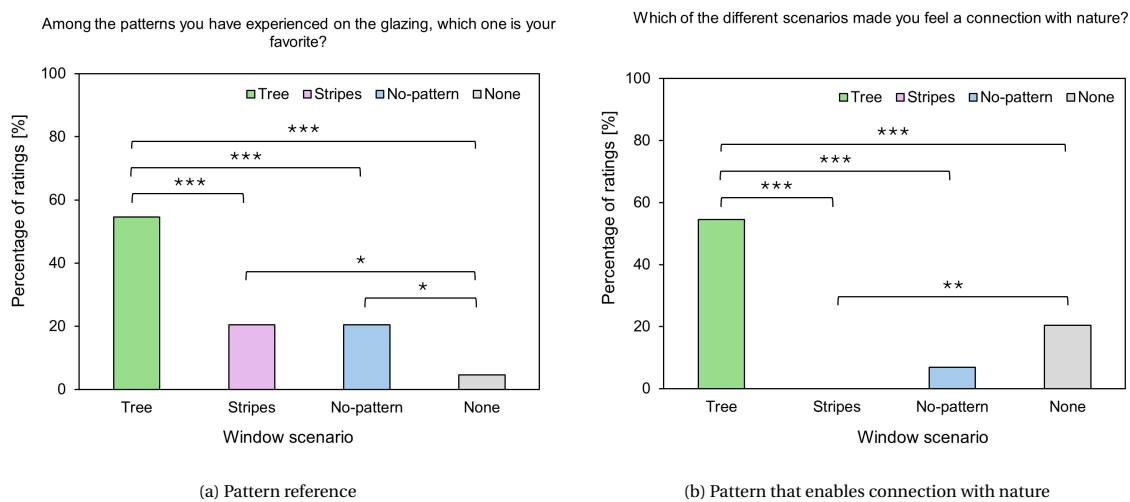 Among the patterns you have experienced on the glazing, which one is your
favorite?
Percentage of ratings [%]
100
80
60
40
20
0
Tree Stripes No-pattern None
***
***
***
*
*
Tree Stripes No-pattern None
Window scenario
(a) Pattern reference
Which of the different scenarios made you feel a connection with nature?
Percentage of ratings [%]
100
80
60
40
20
0
Tree Stripes No-pattern None
***
***
***
**
Tree Stripes No-pattern None
Window scenario
(b) Pattern that enables connection with nature